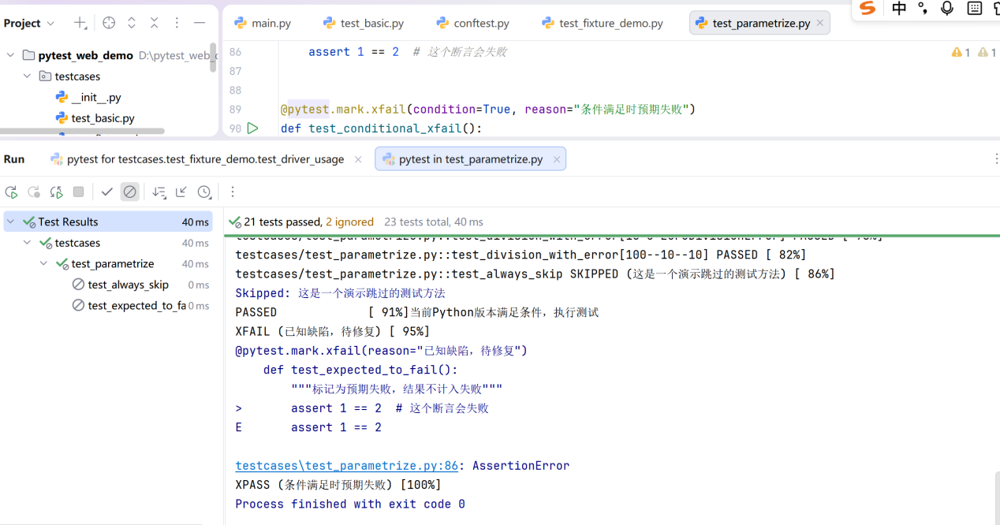 Project
main.py
test_basic.py
conftest.py
test_fixture_demo.py
test_parametrize.py
中
pytest_web_demo D:\pytest_web_
testcases
__init__.py
test_basic.py
86 assert 1 == 2 # 这个断言会失败
1 1
87
88
89 @pytest.mark.xfail(condition=True, reason="条件满足时预期失败")
90 def test_conditional_xfail():
Run
pytest for testcases.test_fixture_demo.test_driver_usage
pytest in test_parametrize.py
Test Results 40 ms
testcases 40 ms
test_parametrize 40 ms
test_always_skip 0 ms
test_expected_to_fa 0 ms
21 tests passed, 2 ignored 23 tests total, 40 ms
testcases/test_parametrize.py::test_division_with_error[100--10--10] PASSED [ 82%]
testcases/test_parametrize.py::test_always_skip SKIPPED (这是一个演示跳过的测试方法) [ 86%]
Skipped: 这是一个演示跳过的测试方法
PASSED [ 91%]当前Python版本满足条件，执行测试
XFAIL (已知缺陷，待修复) [ 95%]
@pytest.mark.xfail(reason="已知缺陷，待修复")
def test_expected_to_fail():
"""标记为预期失败，结果不计入失败"""
> assert 1 == 2 # 这个断言会失败
E assert 1 == 2
testcases\test_parametrize.py:86: AssertionError
XPASS (条件满足时预期失败) [100%]
Process finished with exit code 0